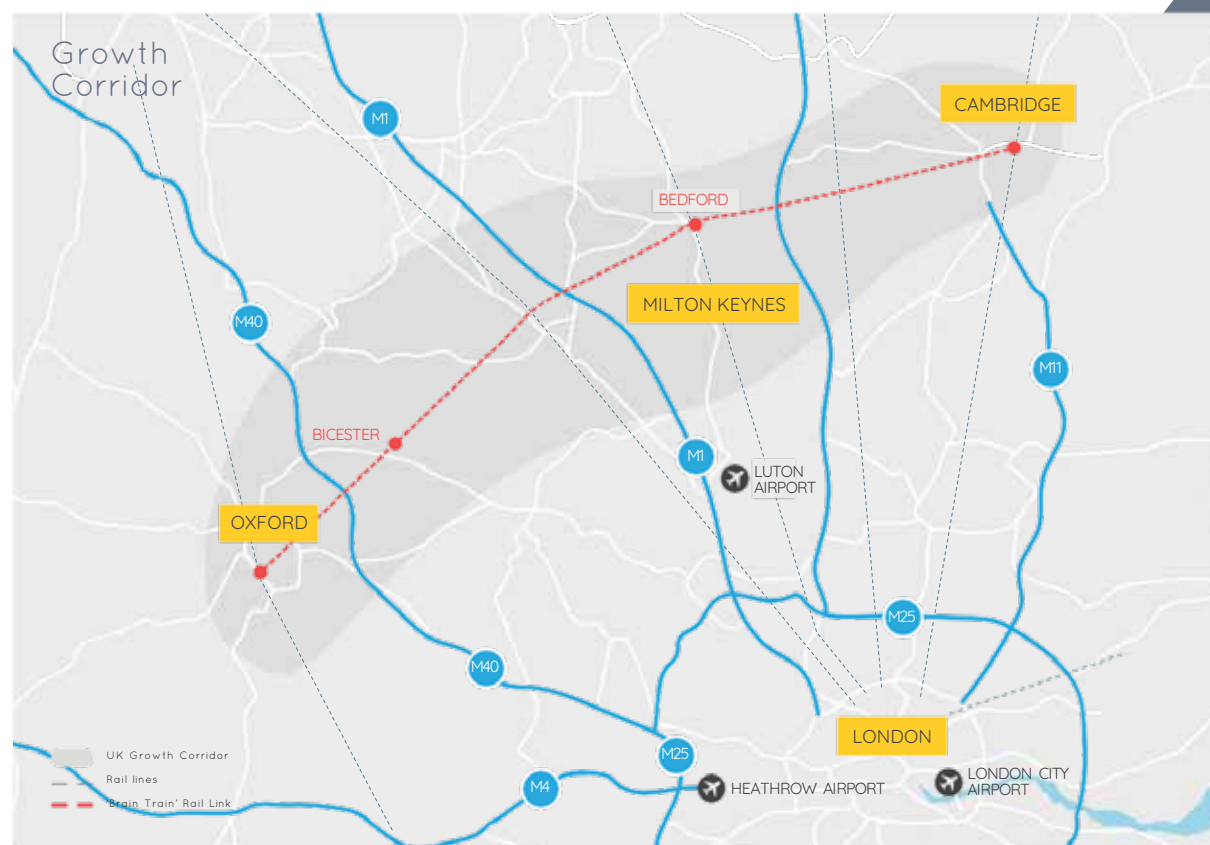 Growth
Corridor
CAMBRIDGE
M1
BEDFORD
MILTON KEYNES
M40
M11
BICESTER
M1
LUTON
AIRPORT
OXFORD
M25
M40
LONDON
UK Growth Corridor
M25
Rail lines
M4
HEATHROW AIRPORT
LONDON CITY
AIRPORT
'Brain Train' Rail Link